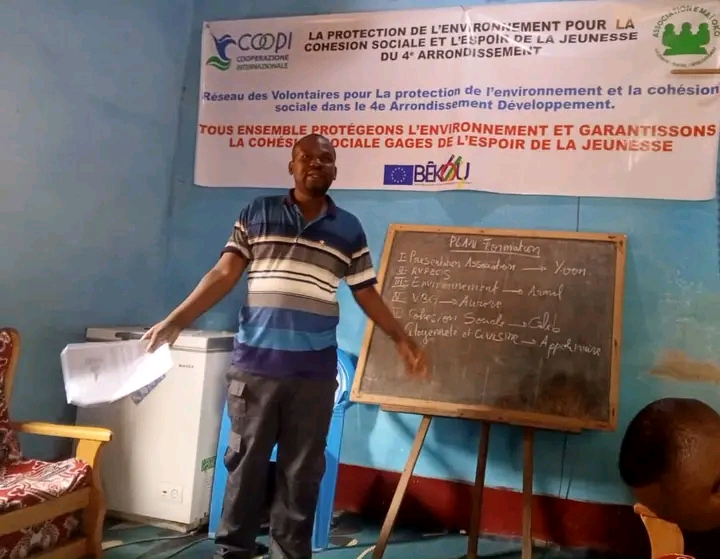 COOPI
COOPERAZIONE
INTERNAZIONALE
LA PROTECTION DE L'ENVIRONNEMENT POUR LA
COHESION SOCIALE ET L'ESPOIR DE LA JEUNESSE
DU 4e ARRONDISSEMENT
Réseau des Volontaires pour La protection de l'environnement et la cohésion
sociale dans le 4e Arrondissement Développement.
TOUS ENSEMBLE PROTÉGEONS L'ENVIRONNEMENT ET GARANTISSONS
LA COHÉSION SOCIALE GAGES DE L'ESPOIR DE LA JEUNESSE
BÊKOU
PLAN Formation
I- Présentation Association → Yvon
II- RVPECS
III- Environnement → Armel
IV VBG → Aurore
V Cohésion Sociale → Caleb
Citoyenneté et Civisme → Appolinaire